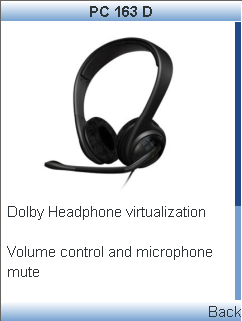 PC 163 D
Dolby Headphone virtualization
Volume control and microphone
mute
Back